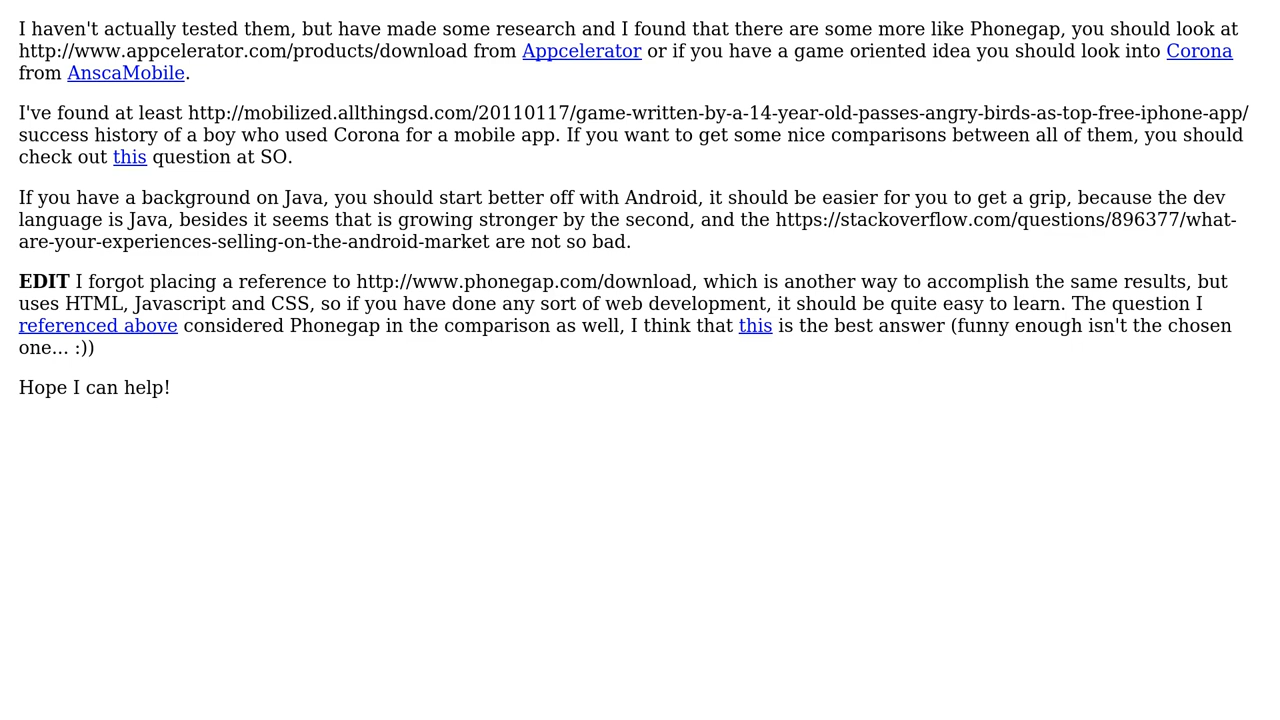 I haven't actually tested them, but have made some research and I found that there are some more like Phonegap, you should look at
http://www.appcelerator.com/products/download from Appcelerator or if you have a game oriented idea you should look into Corona
from AnscaMobile.
I've found at least http://mobilized.allthingsd.com/20110117/game-written-by-a-14-year-old-passes-angry-birds-as-top-free-iphone-app/
success history of a boy who used Corona for a mobile app. If you want to get some nice comparisons between all of them, you should
check out this question at SO.
If you have a background on Java, you should start better off with Android, it should be easier for you to get a grip, because the dev
language is Java, besides it seems that is growing stronger by the second, and the https://stackoverflow.com/questions/896377/what-
are-your-experiences-selling-on-the-android-market are not so bad.
EDIT I forgot placing a reference to http://www.phonegap.com/download, which is another way to accomplish the same results, but
uses HTML, Javascript and CSS, so if you have done any sort of web development, it should be quite easy to learn. The question I
referenced above considered Phonegap in the comparison as well, I think that this is the best answer (funny enough isn't the chosen
one... :))
Hope I can help!